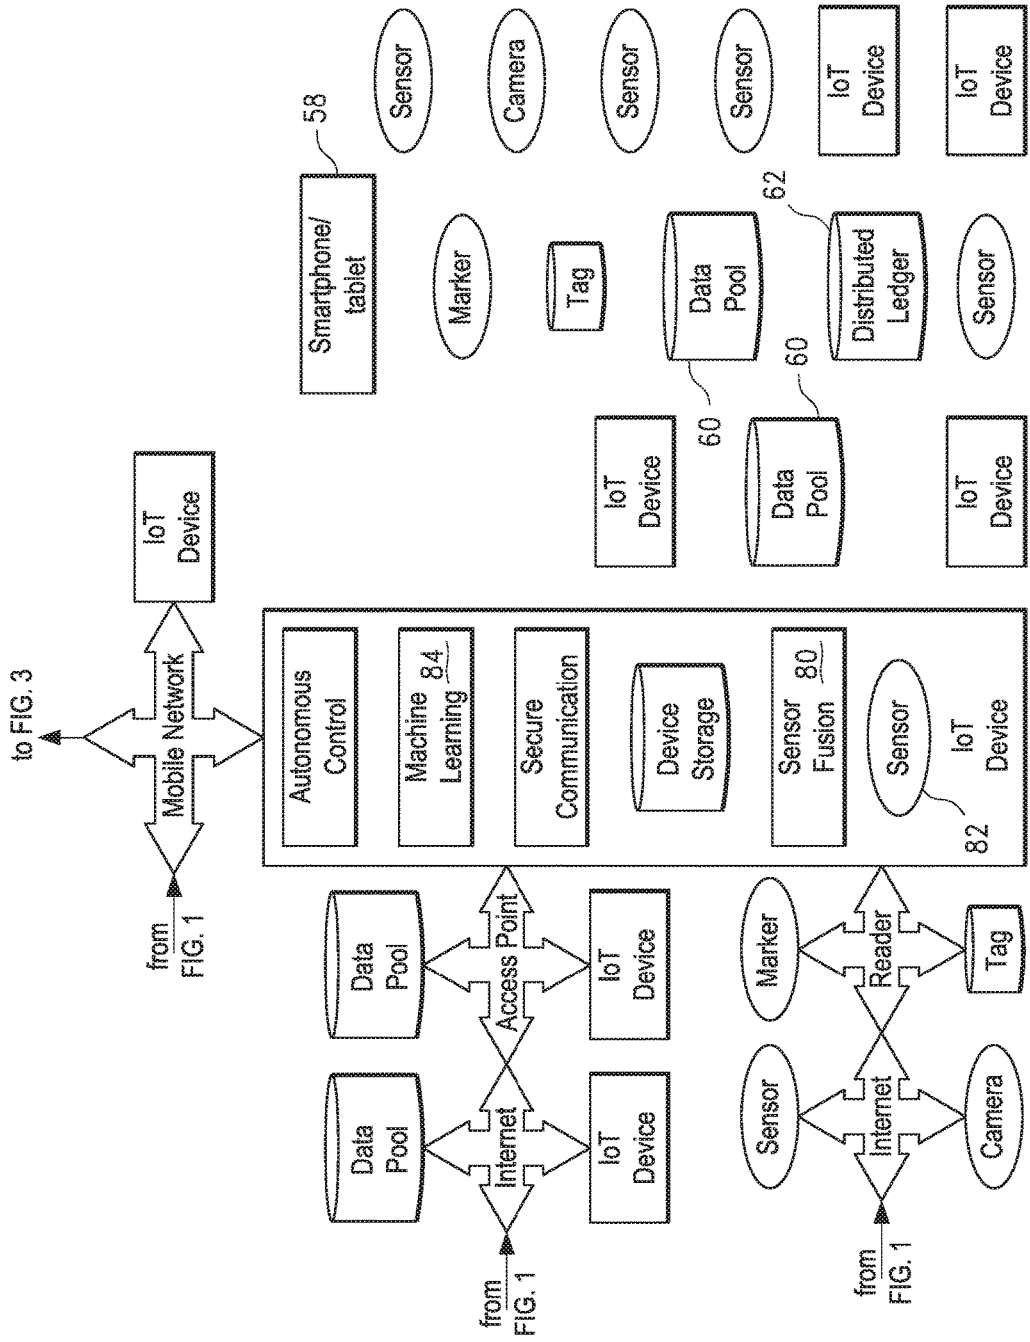 to FIG. 3
Mobile Network
from
FIG. 1
IoT
Device
Autonomous
Control
Machine
Learning
84
Secure
Communication
Device
Storage
Sensor
Fusion
80
Sensor
82
IoT
Device
Data
Pool
Data
Pool
from
FIG. 1
Internet
Access Point
IoT
Device
IoT
Device
Sensor
Marker
from
FIG. 1
Internet
Reader
Camera
Tag
Smartphone/
tablet
58
Marker
Tag
IoT
Device
Data
Pool
60
Data
Pool
60
Distributed
Ledger
62
IoT
Device
Sensor
Sensor
Camera
Sensor
Sensor
IoT
Device
IoT
Device